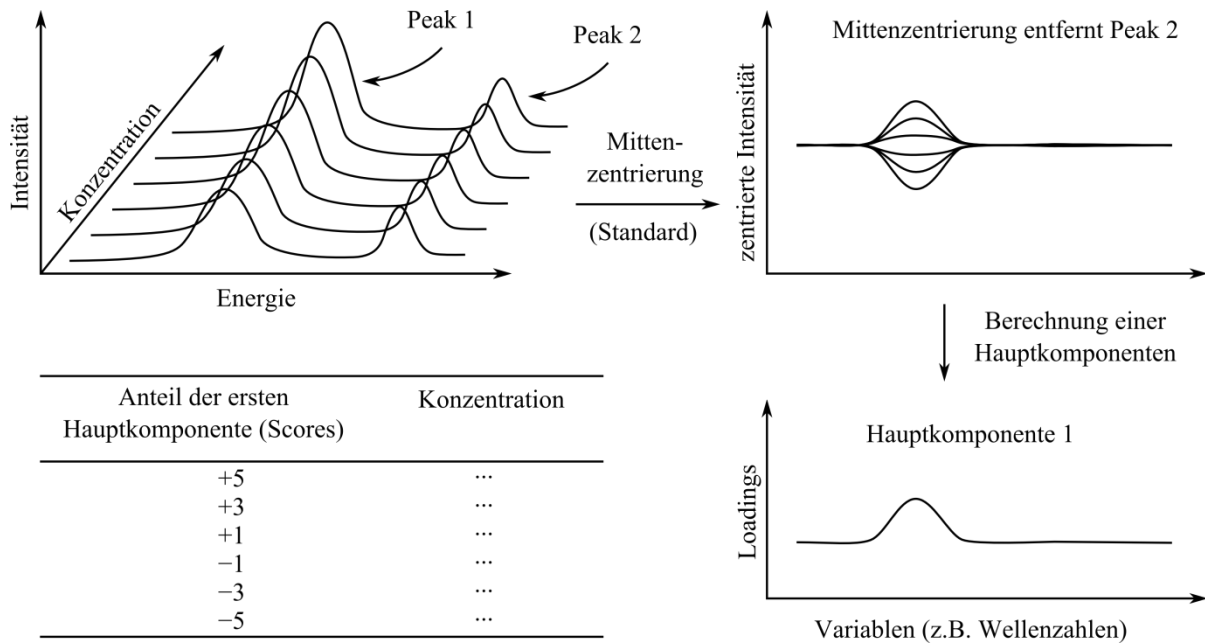 Intensität
Konzentration
Peak 1
Peak 2
Energie
Mitten-
zentrierung
(Standard)
Mittenzentrierung entfernt Peak 2
zentrierte Intensität
Berechnung einer
Hauptkomponenten
Anteil der ersten
Hauptkomponente (Scores)
Konzentration
+5 ...
+3 ...
+1 ...
−1 ...
−3 ...
−5 ...
Hauptkomponente 1
Loadings
Variablen (z.B. Wellenzahlen)